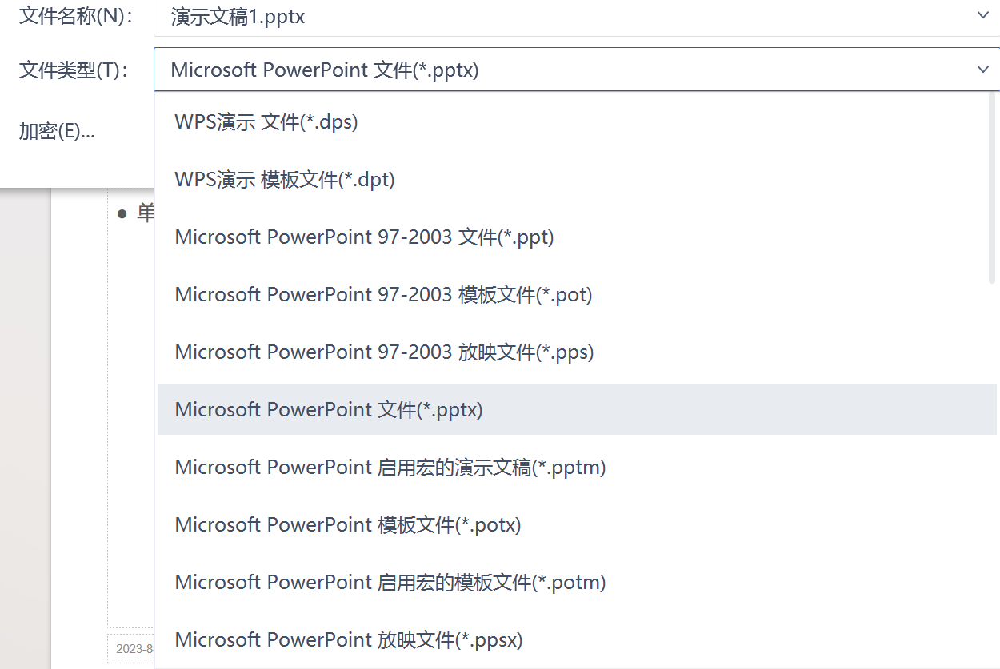 文件名称(N)：
演示文稿1.pptx
文件类型(T)：
Microsoft PowerPoint 文件(*.pptx)
加密(E)...
WPS演示 文件(*.dps)
WPS演示 模板文件(*.dpt)
• 单
Microsoft PowerPoint 97-2003 文件(*.ppt)
Microsoft PowerPoint 97-2003 模板文件(*.pot)
Microsoft PowerPoint 97-2003 放映文件(*.pps)
Microsoft PowerPoint 文件(*.pptx)
Microsoft PowerPoint 启用宏的演示文稿(*.pptm)
Microsoft PowerPoint 模板文件(*.potx)
Microsoft PowerPoint 启用宏的模板文件(*.potm)
Microsoft PowerPoint 放映文件(*.ppsx)
2023-8